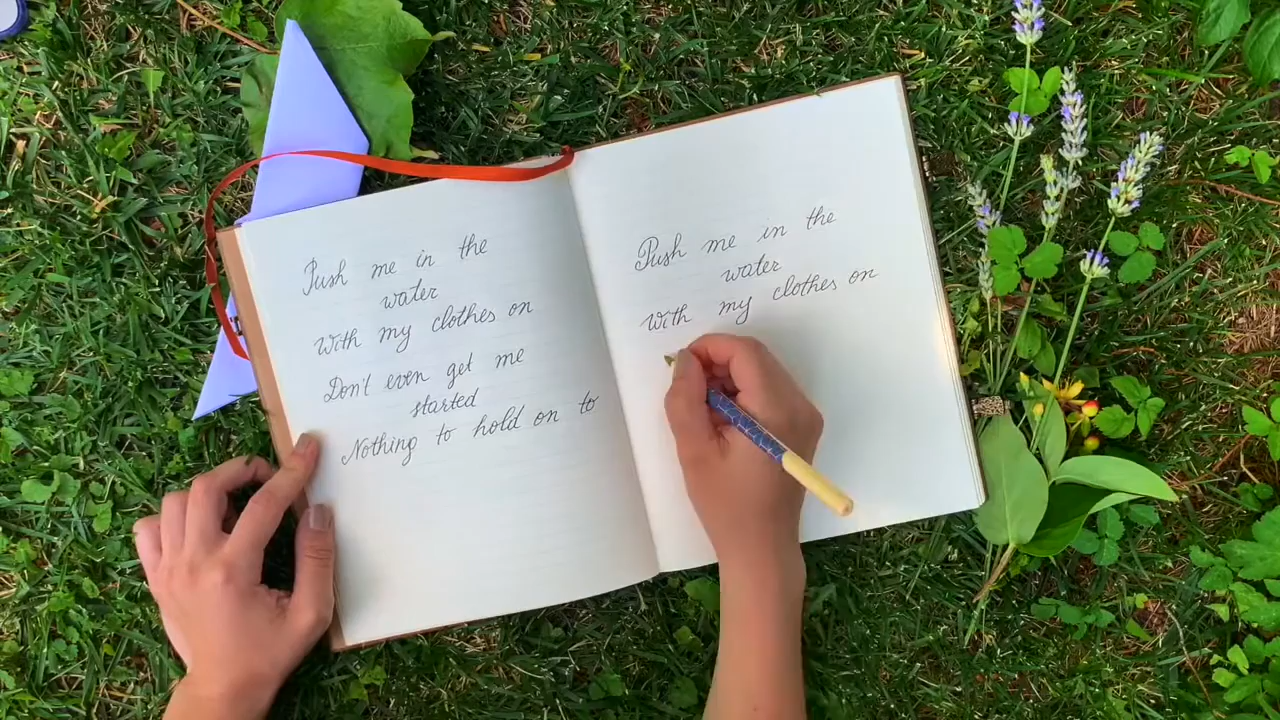 Push me in the
water
With my clothes on
Don't even get me
started
Nothing to hold on to
Push me in the
water
With my clothes on